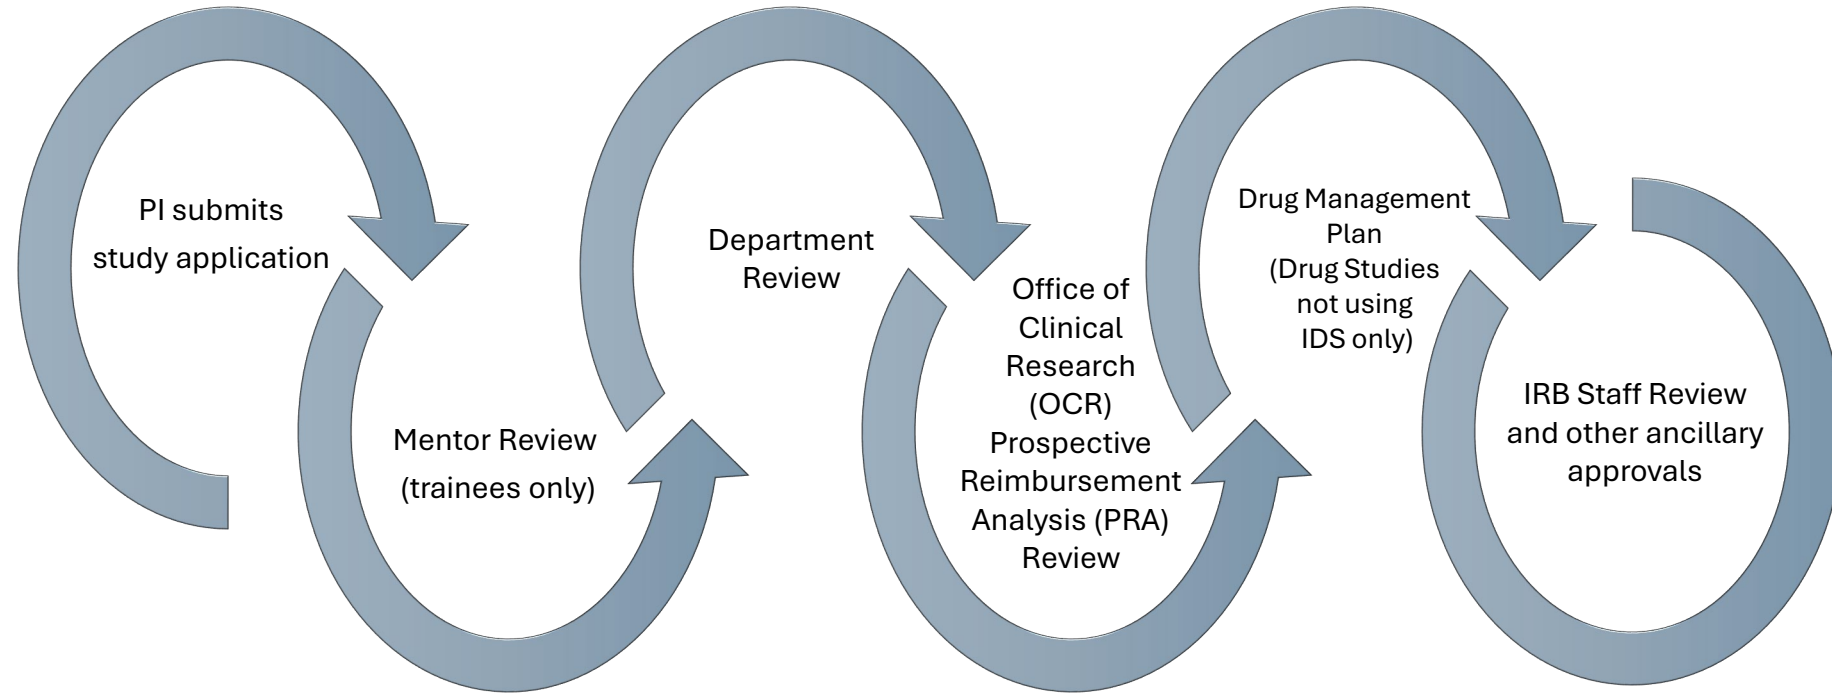 PI submits
study application
Mentor Review
(trainees only)
Department
Review
Office of
Clinical
Research
(OCR)
Prospective
Reimbursement
Analysis (PRA)
Review
Drug Management
Plan
(Drug Studies
not using
IDS only)
IRB Staff Review
and other ancillary
approvals